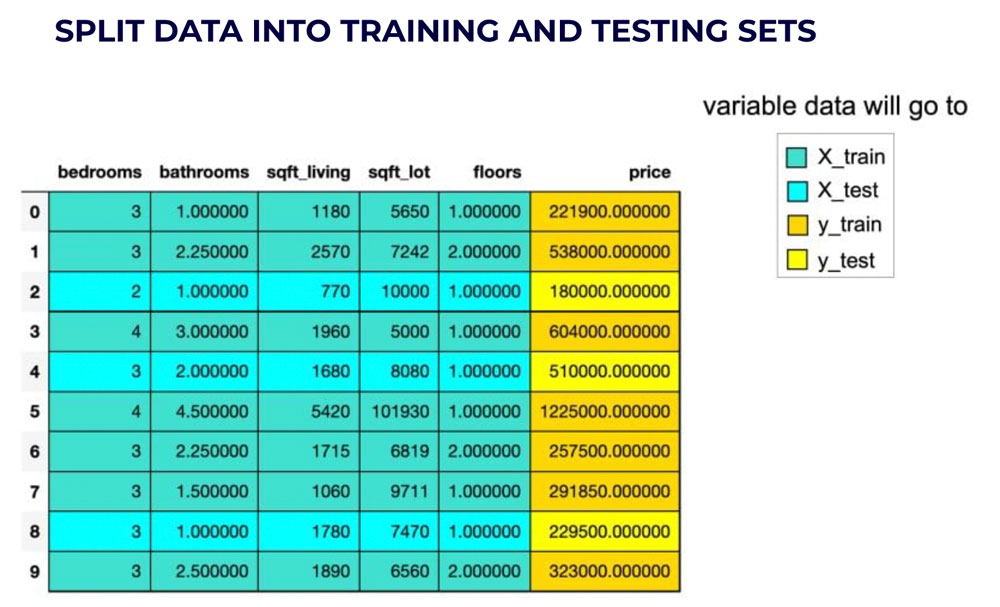 SPLIT DATA INTO TRAINING AND TESTING SETS
variable data will go to
X_train
X_test
y_train
y_test
bedrooms bathrooms sqft_living sqft_lot floors price
0 3 1.000000 1180 5650 1.000000 221900.000000
1 3 2.250000 2570 7242 2.000000 538000.000000
2 2 1.000000 770 10000 1.000000 180000.000000
3 4 3.000000 1960 5000 1.000000 604000.000000
4 3 2.000000 1680 8080 1.000000 510000.000000
5 4 4.500000 5420 101930 1.000000 1225000.000000
6 3 2.250000 1715 6819 2.000000 257500.000000
7 3 1.500000 1060 9711 1.000000 291850.000000
8 3 1.000000 1780 7470 1.000000 229500.000000
9 3 2.500000 1890 6560 2.000000 323000.000000